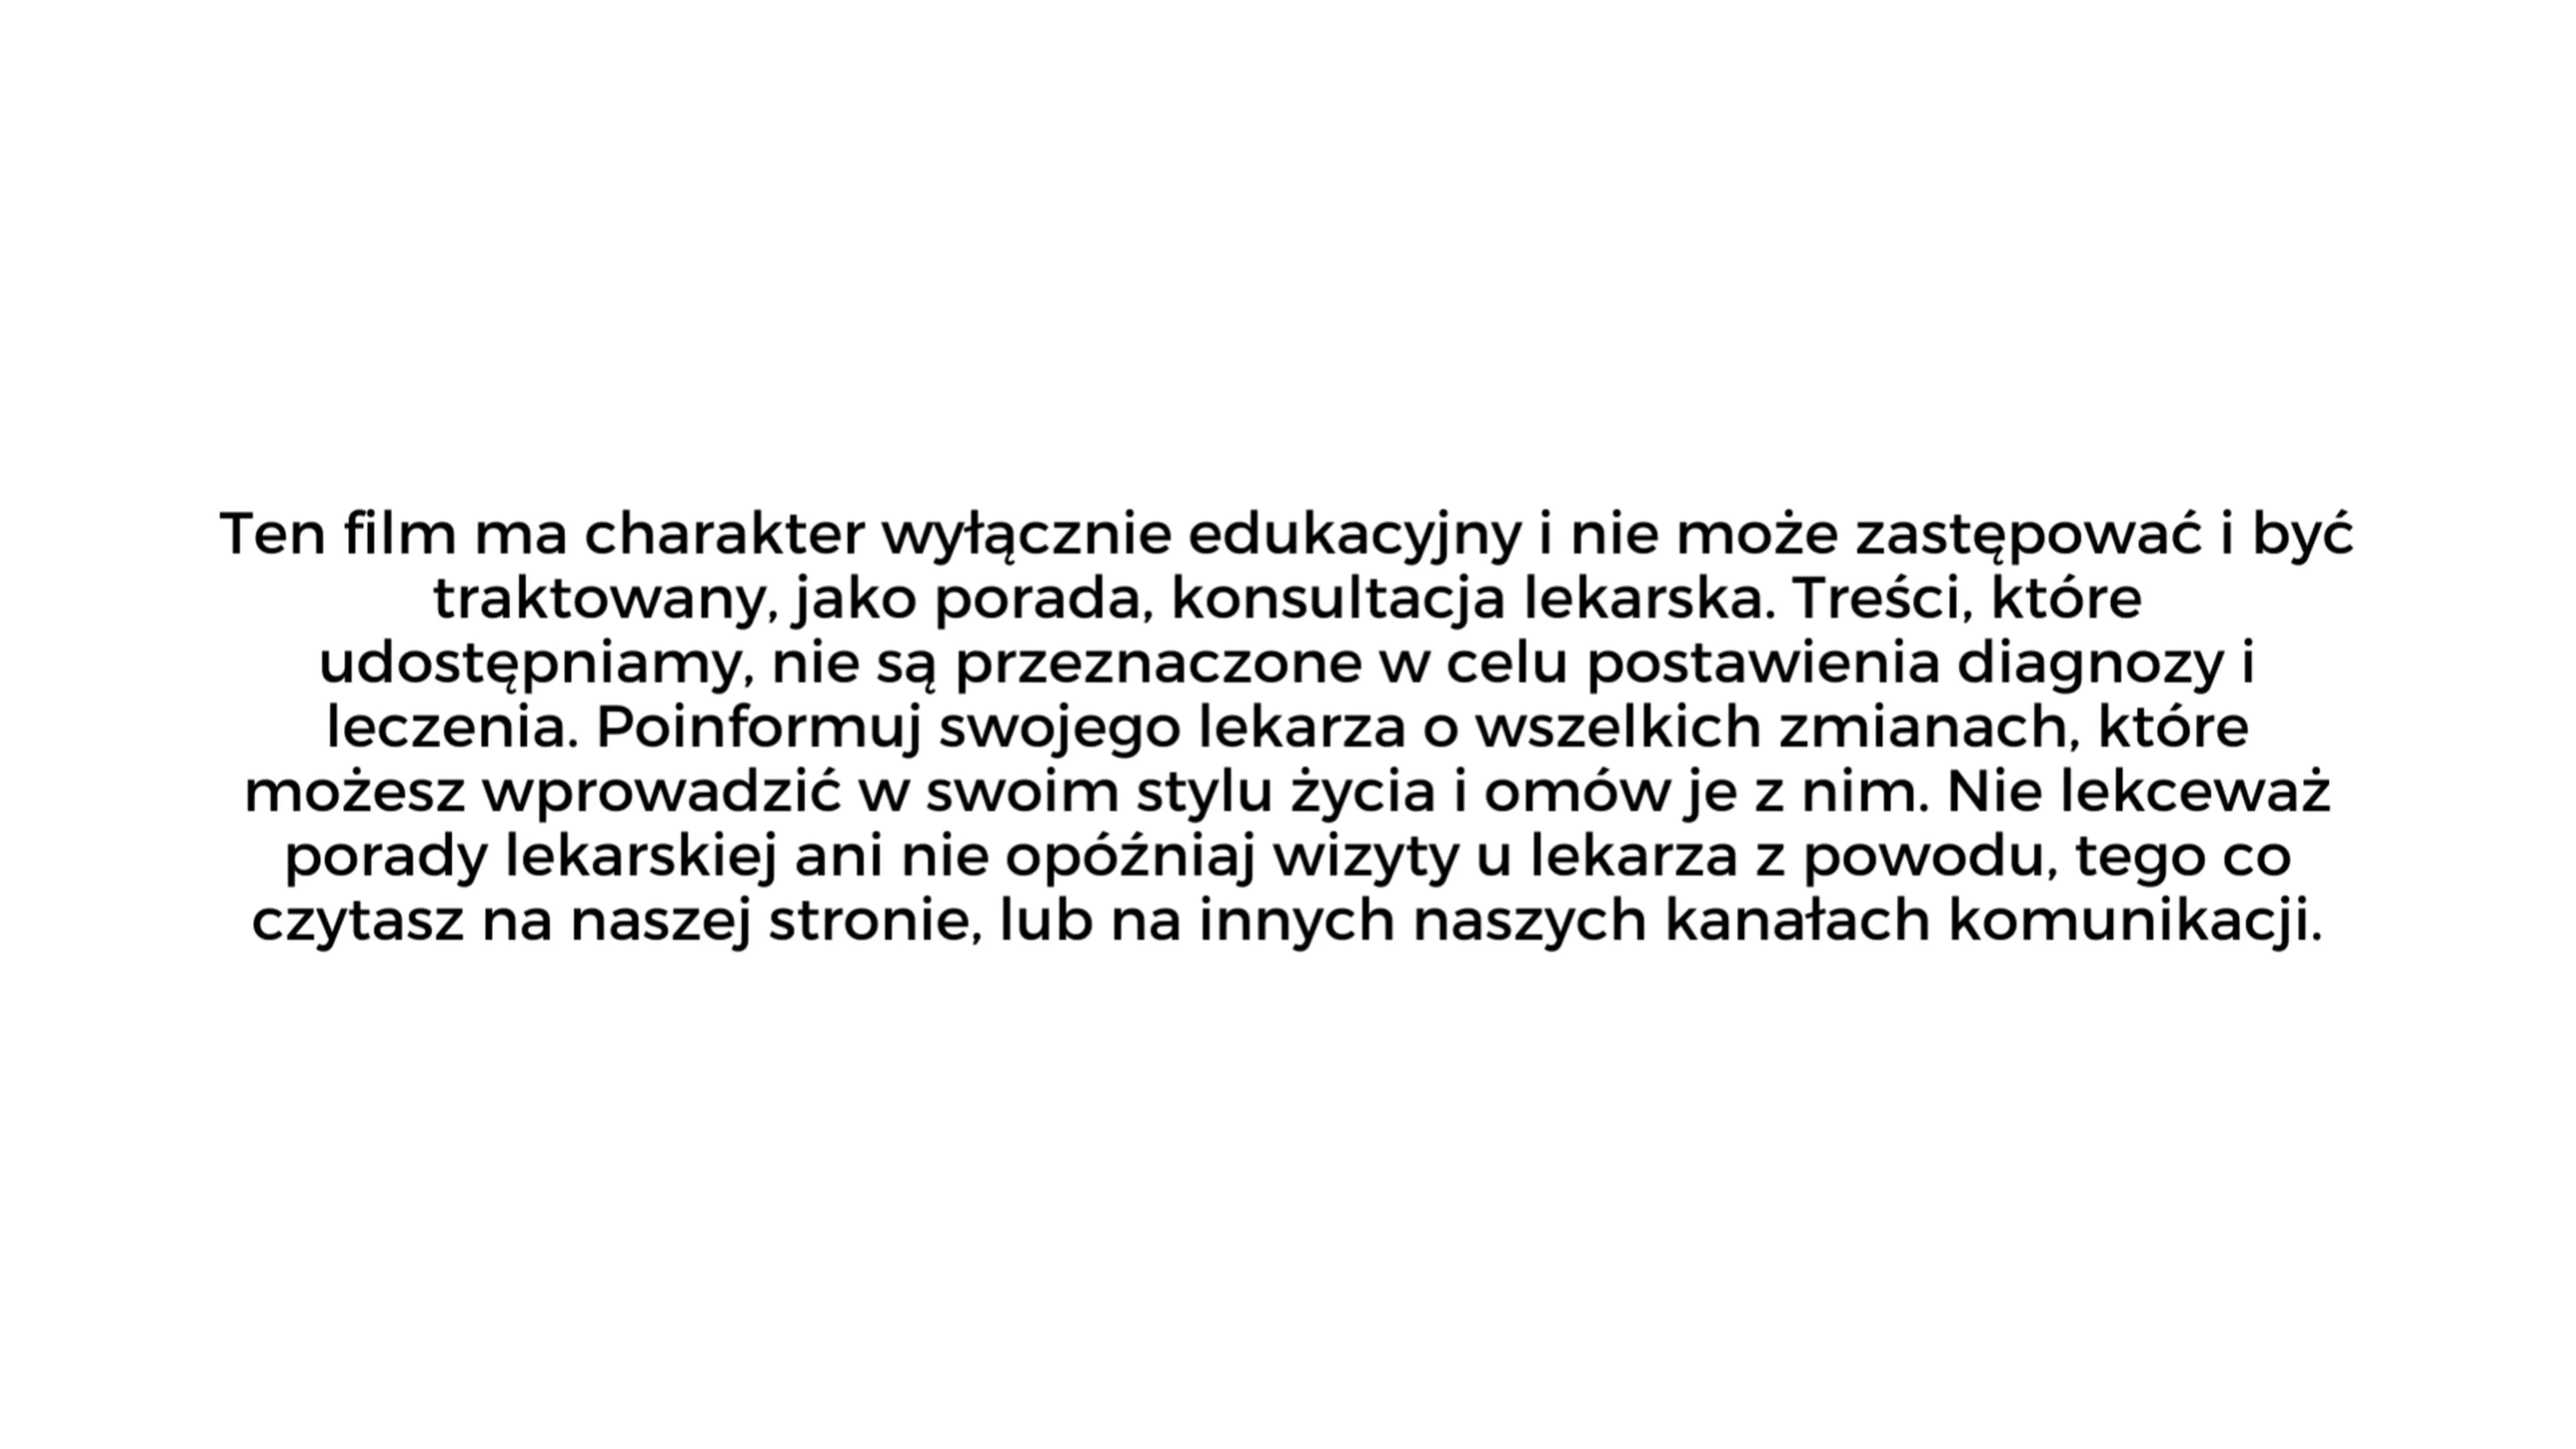 Ten film ma charakter wyłącznie edukacyjny i nie może zastępować i być
traktowany, jako porada, konsultacja lekarska. Treści, które
udostępniamy, nie są przeznaczone w celu postawienia diagnozy i
leczenia. Poinformuj swojego lekarza o wszelkich zmianach, które
możesz wprowadzić w swoim stylu życia i omów je z nim. Nie lekceważ
porady lekarskiej ani nie opóźniaj wizyty u lekarza z powodu, tego co
czytasz na naszej stronie, lub na innych naszych kanałach komunikacji.